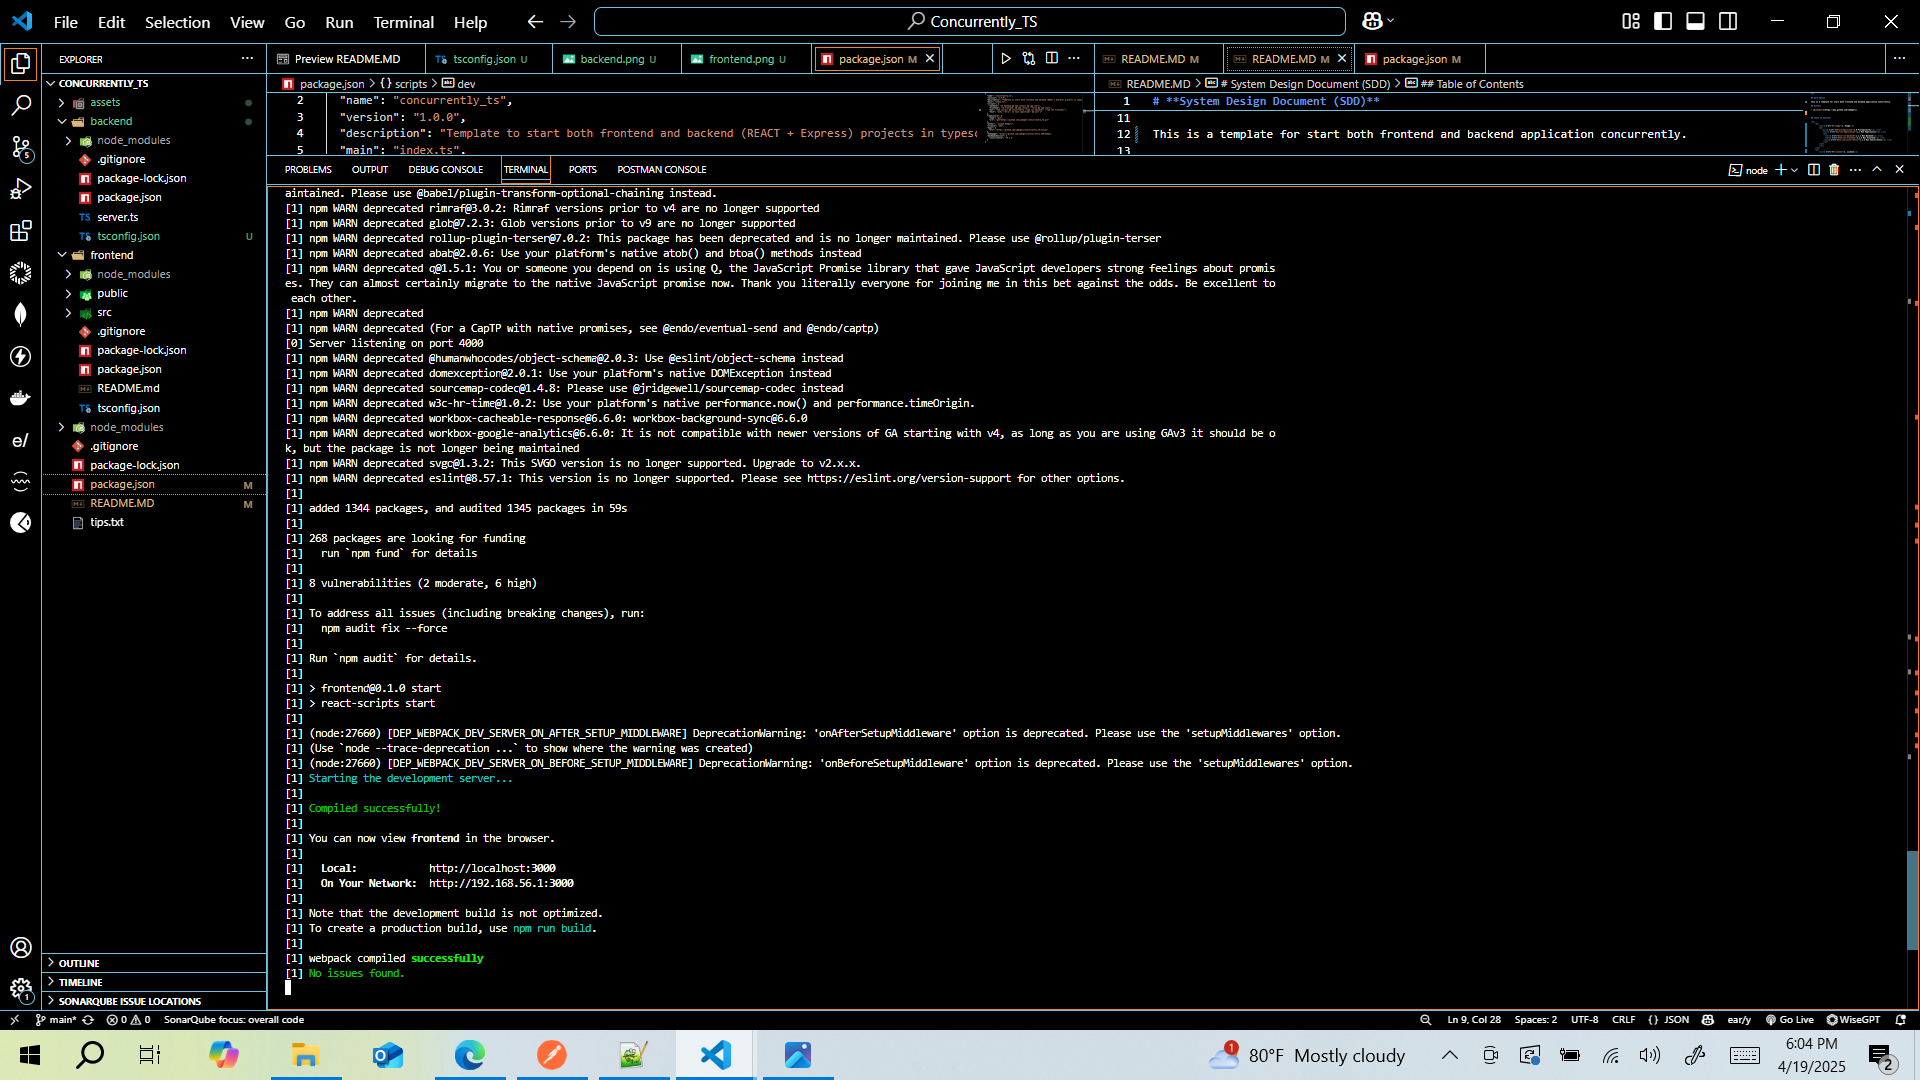 File Edit Selection View Go Run Terminal Help
Concurrently_TS
EXPLORER
CONCURRENTLY_TS
assets
backend
node_modules
.gitignore
package-lock.json
package.json
server.ts
tsconfig.json U
frontend
node_modules
public
src
.gitignore
package-lock.json
package.json
README.md
tsconfig.json
node_modules
.gitignore
package-lock.json
package.json M
README.MD M
tips.txt
OUTLINE
TIMELINE
SONARQUBE ISSUE LOCATIONS
Preview README.MD tsconfig.json U backend.png U frontend.png U package.json M
package.json > {} scripts > dev
2 "name": "concurrently_ts",
3 "version": "1.0.0",
4 "description": "Template to start both frontend and backend (REACT + Express) projects in typesc
5 "main": "index.ts",
README.MD M README.MD M package.json M
README.MD > # System Design Document (SDD) > ## Table of Contents
1 # **System Design Document (SDD)**
11
12 This is a template for start both frontend and backend application concurrently.
13
PROBLEMS OUTPUT DEBUG CONSOLE TERMINAL PORTS POSTMAN CONSOLE
node
aintained. Please use @babel/plugin-transform-optional-chaining instead.
[1] npm WARN deprecated rimraf@3.0.2: Rimraf versions prior to v4 are no longer supported
[1] npm WARN deprecated glob@7.2.3: Glob versions prior to v9 are no longer supported
[1] npm WARN deprecated rollup-plugin-terser@7.0.2: This package has been deprecated and is no longer maintained. Please use @rollup/plugin-terser
[1] npm WARN deprecated abab@2.0.6: Use your platform's native atob() and btoa() methods instead
[1] npm WARN deprecated q@1.5.1: You or someone you depend on is using Q, the JavaScript Promise library that gave JavaScript developers strong feelings about promis
es. They can almost certainly migrate to the native JavaScript promise now. Thank you literally everyone for joining me in this bet against the odds. Be excellent to
each other.
[1] npm WARN deprecated
[1] npm WARN deprecated (For a CapTP with native promises, see @endo/eventual-send and @endo/captp)
[0] Server listening on port 4000
[1] npm WARN deprecated @humanwhocodes/object-schema@2.0.3: Use @eslint/object-schema instead
[1] npm WARN deprecated domexception@2.0.1: Use your platform's native DOMException instead
[1] npm WARN deprecated sourcemap-codec@1.4.8: Please use @jridgewell/sourcemap-codec instead
[1] npm WARN deprecated w3c-hr-time@1.0.2: Use your platform's native performance.now() and performance.timeOrigin.
[1] npm WARN deprecated workbox-cacheable-response@6.6.0: workbox-background-sync@6.6.0
[1] npm WARN deprecated workbox-google-analytics@6.6.0: It is not compatible with newer versions of GA starting with v4, as long as you are using GAv3 it should be o
k, but the package is not longer being maintained
[1] npm WARN deprecated svgo@1.3.2: This SVGO version is no longer supported. Upgrade to v2.x.x.
[1] npm WARN deprecated eslint@8.57.1: This version is no longer supported. Please see https://eslint.org/version-support for other options.
[1]
[1] added 1344 packages, and audited 1345 packages in 59s
[1]
[1] 268 packages are looking for funding
[1] run `npm fund` for details
[1]
[1] 8 vulnerabilities (2 moderate, 6 high)
[1]
[1] To address all issues (including breaking changes), run:
[1] npm audit fix --force
[1]
[1] Run `npm audit` for details.
[1]
[1] > frontend@0.1.0 start
[1] > react-scripts start
[1]
[1] (node:27660) [DEP_WEBPACK_DEV_SERVER_ON_AFTER_SETUP_MIDDLEWARE] DeprecationWarning: 'onAfterSetupMiddleware' option is deprecated. Please use the 'setupMiddlewares' option.
[1] (Use `node --trace-deprecation ...` to show where the warning was created)
[1] (node:27660) [DEP_WEBPACK_DEV_SERVER_ON_BEFORE_SETUP_MIDDLEWARE] DeprecationWarning: 'onBeforeSetupMiddleware' option is deprecated. Please use the 'setupMiddlewares' option.
[1] Starting the development server...
[1]
[1] Compiled successfully!
[1]
[1] You can now view frontend in the browser.
[1]
[1] Local: http://localhost:3000
[1] On Your Network: http://192.168.56.1:3000
[1]
[1] Note that the development build is not optimized.
[1] To create a production build, use npm run build.
[1]
[1] webpack compiled successfully
[1] No issues found.
main* 0 0 SonarQube focus: overall code
Ln 9, Col 28 Spaces: 2 UTF-8 CRLF {} JSON ear/y Go Live WiseGPT
80°F Mostly cloudy
6:04 PM
4/19/2025